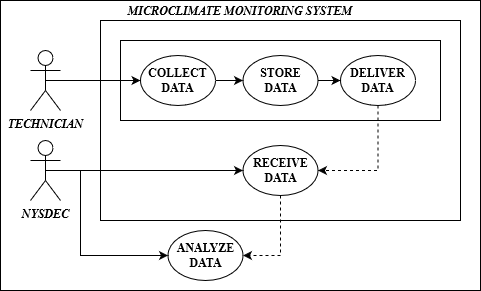 MICROCLIMATE MONITORING SYSTEM
COLLECT
DATA
STORE
DATA
DELIVER
DATA
TECHNICIAN
RECEIVE
DATA
NYSDEC
ANALYZE
DATA